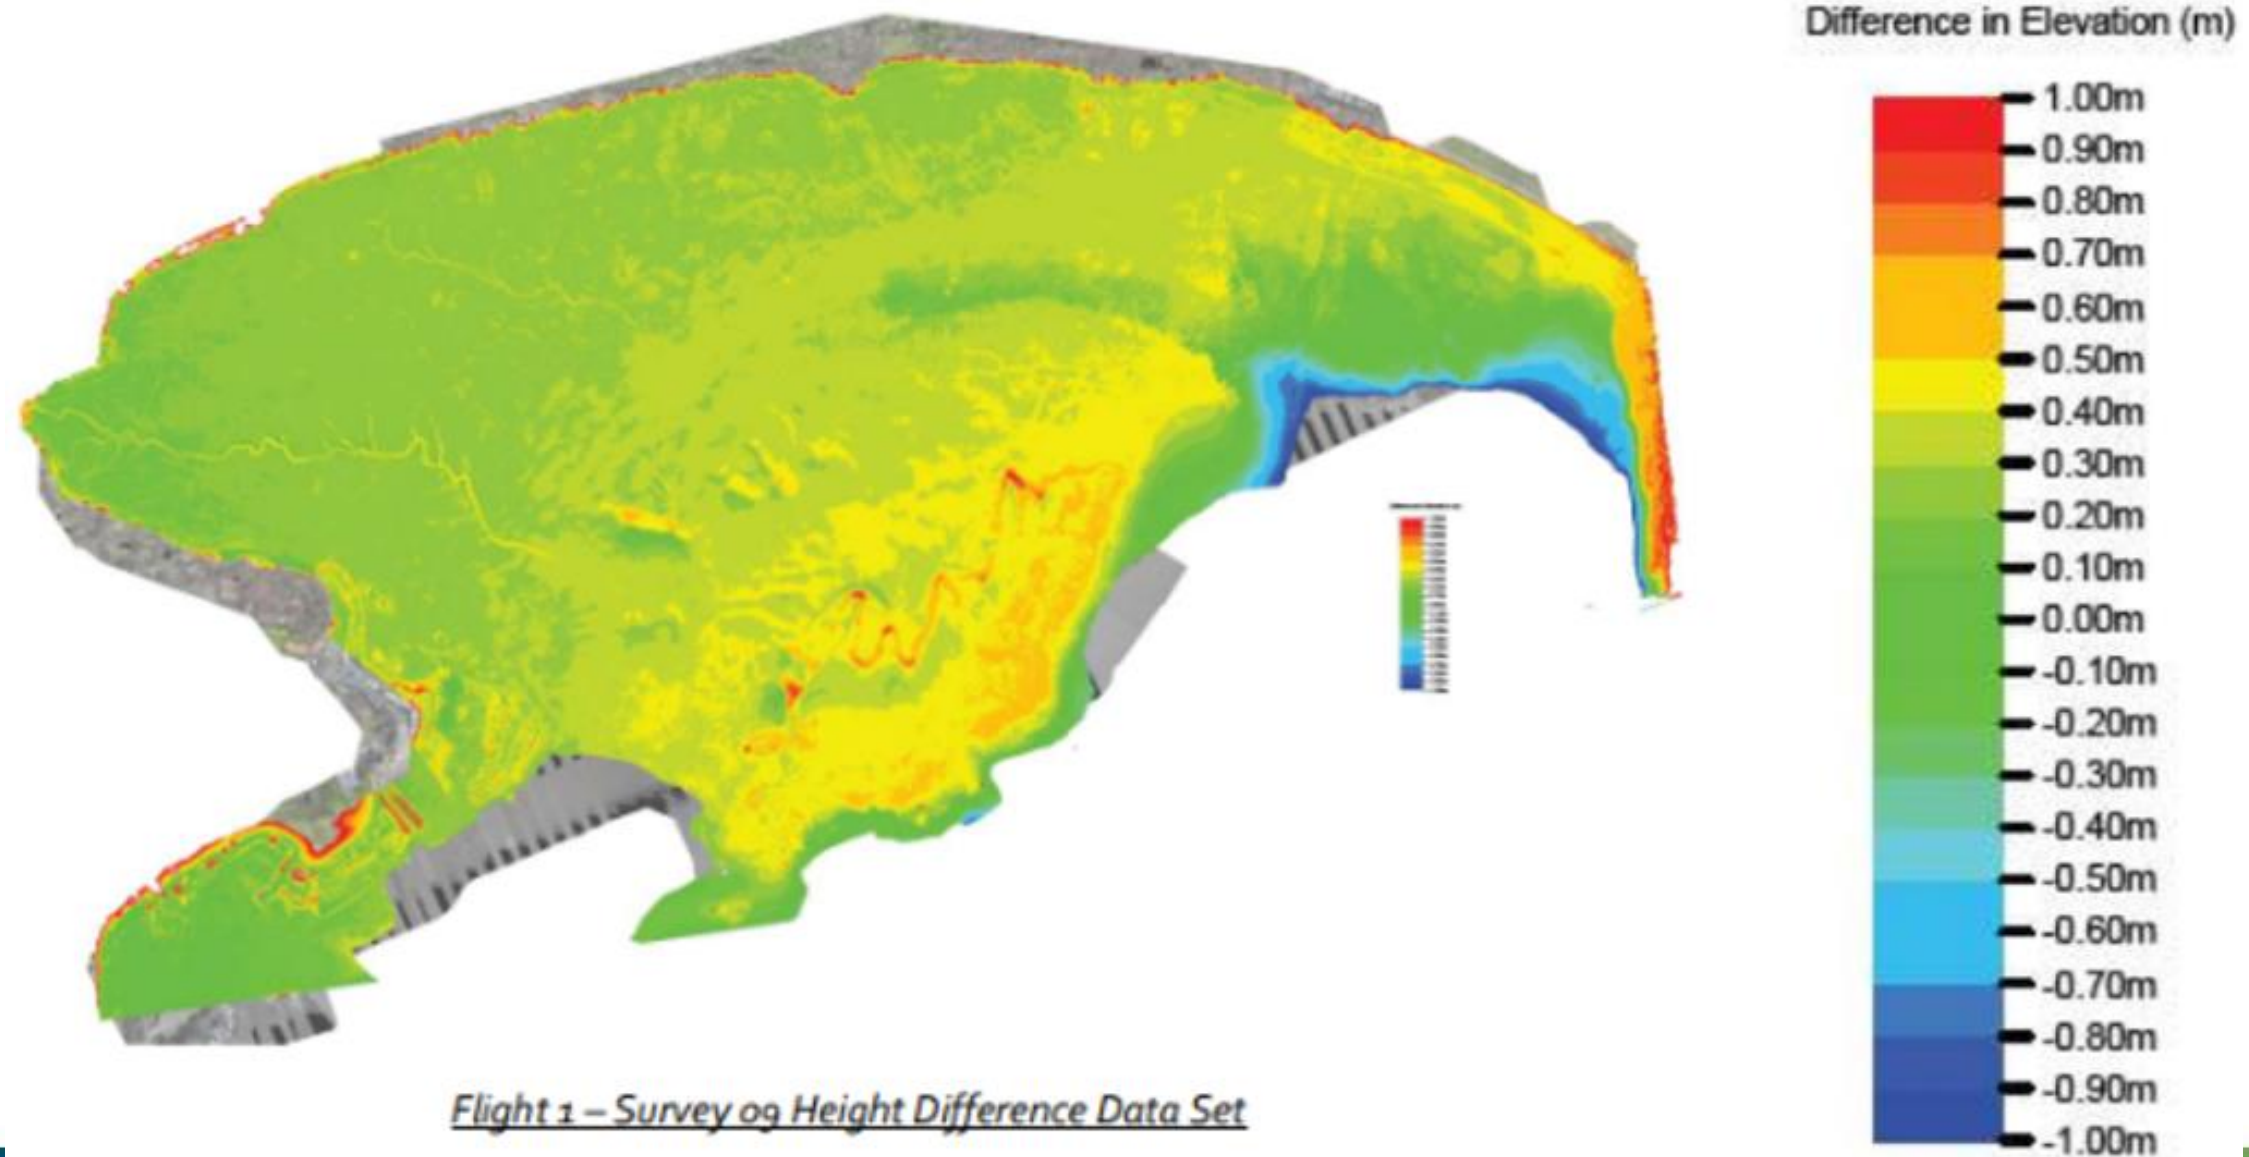 Difference in Elevation (m)
1.00m
0.90m
0.80m
0.70m
0.60m
0.50m
0.40m
0.30m
0.20m
0.10m
0.00m
-0.10m
-0.20m
-0.30m
-0.40m
-0.50m
-0.60m
-0.70m
-0.80m
-0.90m
-1.00m
Flight 1 – Survey 09 Height Difference Data Set